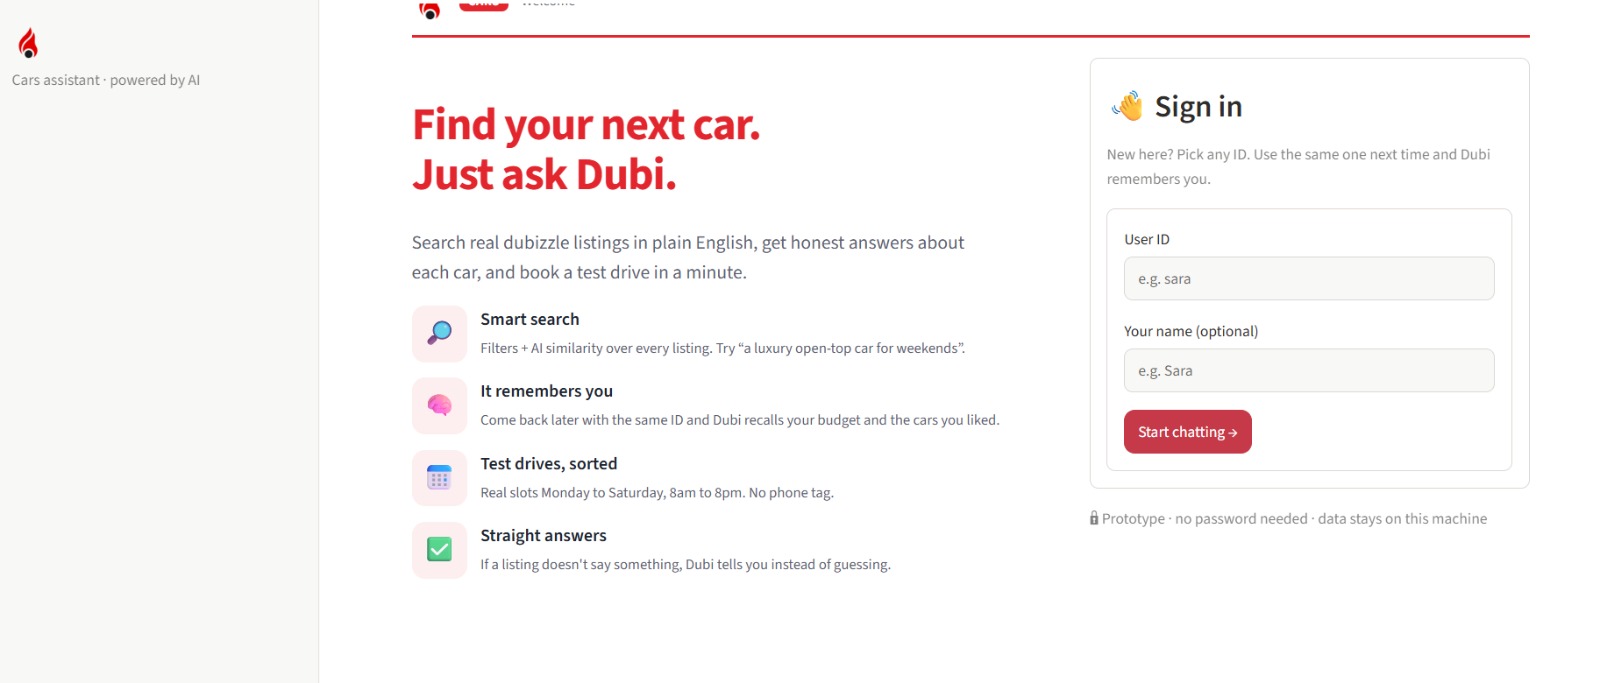 Welcome
Cars assistant · powered by AI
Find your next car.
Just ask Dubi.
Search real dubizzle listings in plain English, get honest answers about
each car, and book a test drive in a minute.
Smart search
Filters + AI similarity over every listing. Try “a luxury open-top car for weekends”.
It remembers you
Come back later with the same ID and Dubi recalls your budget and the cars you liked.
Test drives, sorted
Real slots Monday to Saturday, 8am to 8pm. No phone tag.
Straight answers
If a listing doesn't say something, Dubi tells you instead of guessing.
Sign in
New here? Pick any ID. Use the same one next time and Dubi
remembers you.
User ID
e.g. sara
Your name (optional)
e.g. Sara
Start chatting →
Prototype · no password needed · data stays on this machine